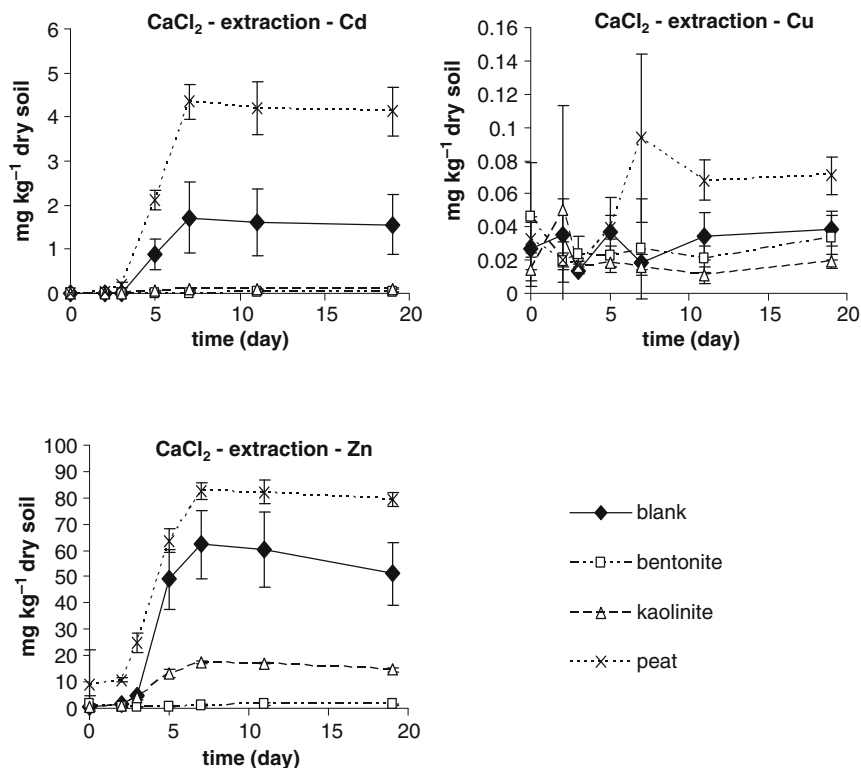 CaCl₂ - extraction - Cd
mg kg⁻¹ dry soil
6
5
4
3
2
1
0
0 5 10 15 20
time (day)
CaCl₂ - extraction - Cu
mg kg⁻¹ dry soil
0.16
0.14
0.12
0.1
0.08
0.06
0.04
0.02
0
0 5 10 15 20
time (day)
CaCl₂ - extraction - Zn
mg kg⁻¹ dry soil
100
90
80
70
60
50
40
30
20
10
0
0 5 10 15 20
time (day)
blank
bentonite
kaolinite
peat